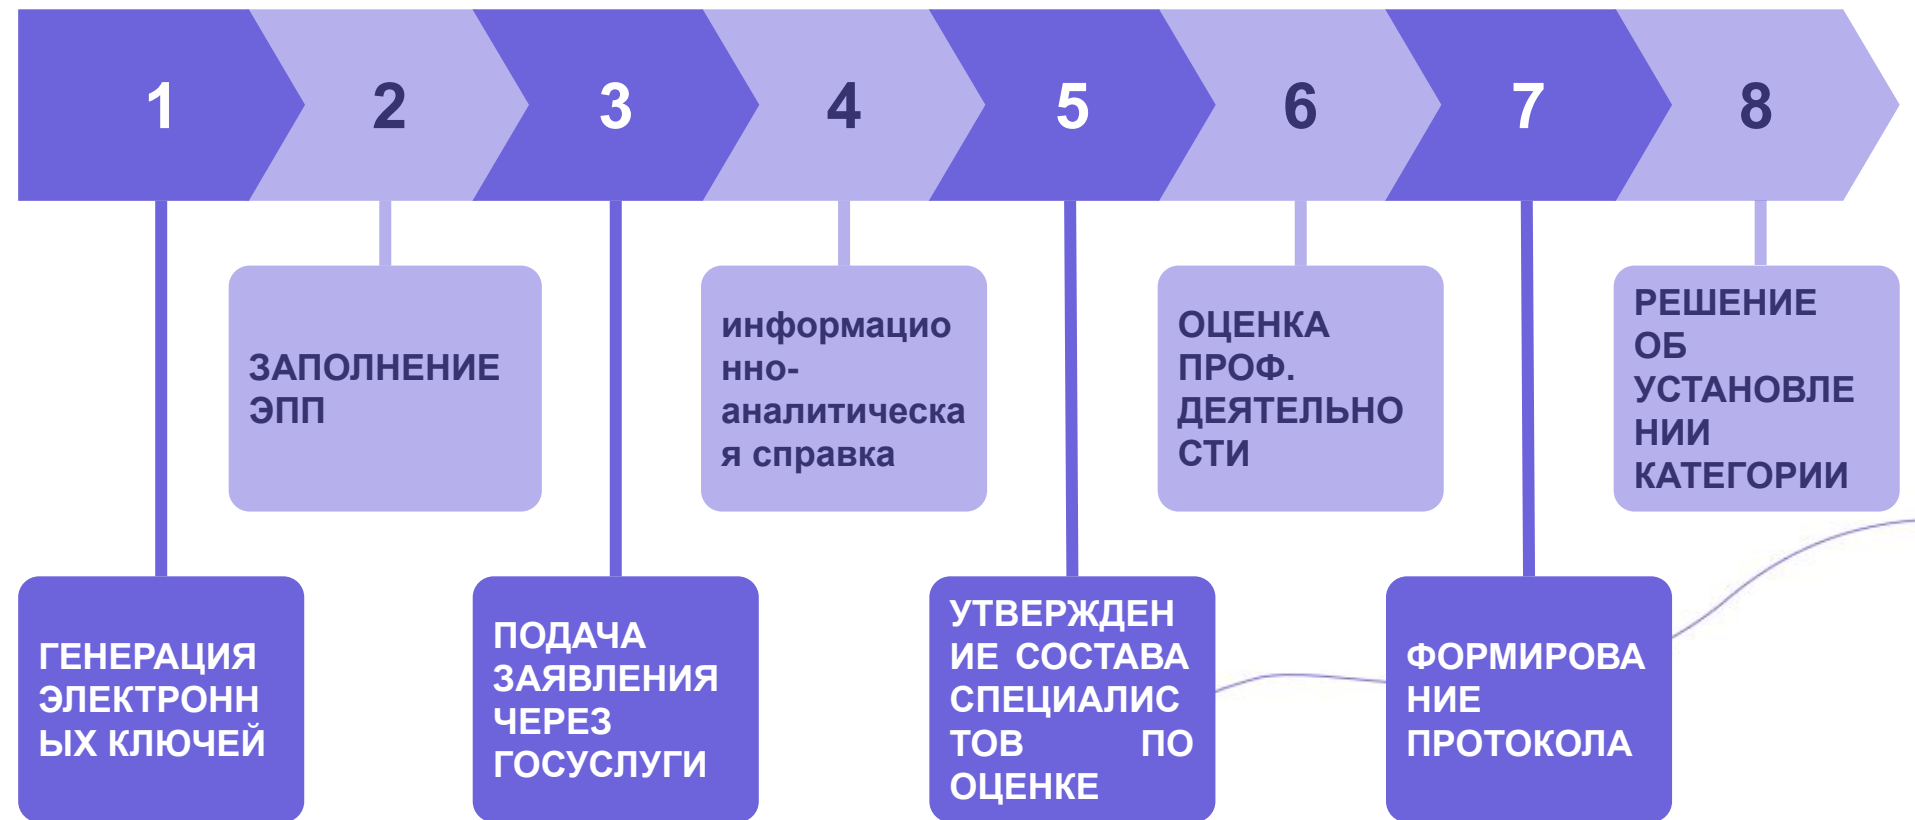 1
2
3
4
5
6
7
8
ЗАПОЛНЕНИЕ
ЭПП
информацио
нно-
аналитическа
я справка
ОЦЕНКА
ПРОФ.
ДЕЯТЕЛЬНО
СТИ
РЕШЕНИЕ
ОБ
УСТАНОВЛЕ
НИИ
КАТЕГОРИИ
ГЕНЕРАЦИЯ
ЭЛЕКТРОНН
ЫХ КЛЮЧЕЙ
ПОДАЧА
ЗАЯВЛЕНИЯ
ЧЕРЕЗ
ГОСУСЛУГИ
УТВЕРЖДЕН
ИЕ СОСТАВА
СПЕЦИАЛИС
ТОВ ПО
ОЦЕНКЕ
ФОРМИРОВА
НИЕ
ПРОТОКОЛА